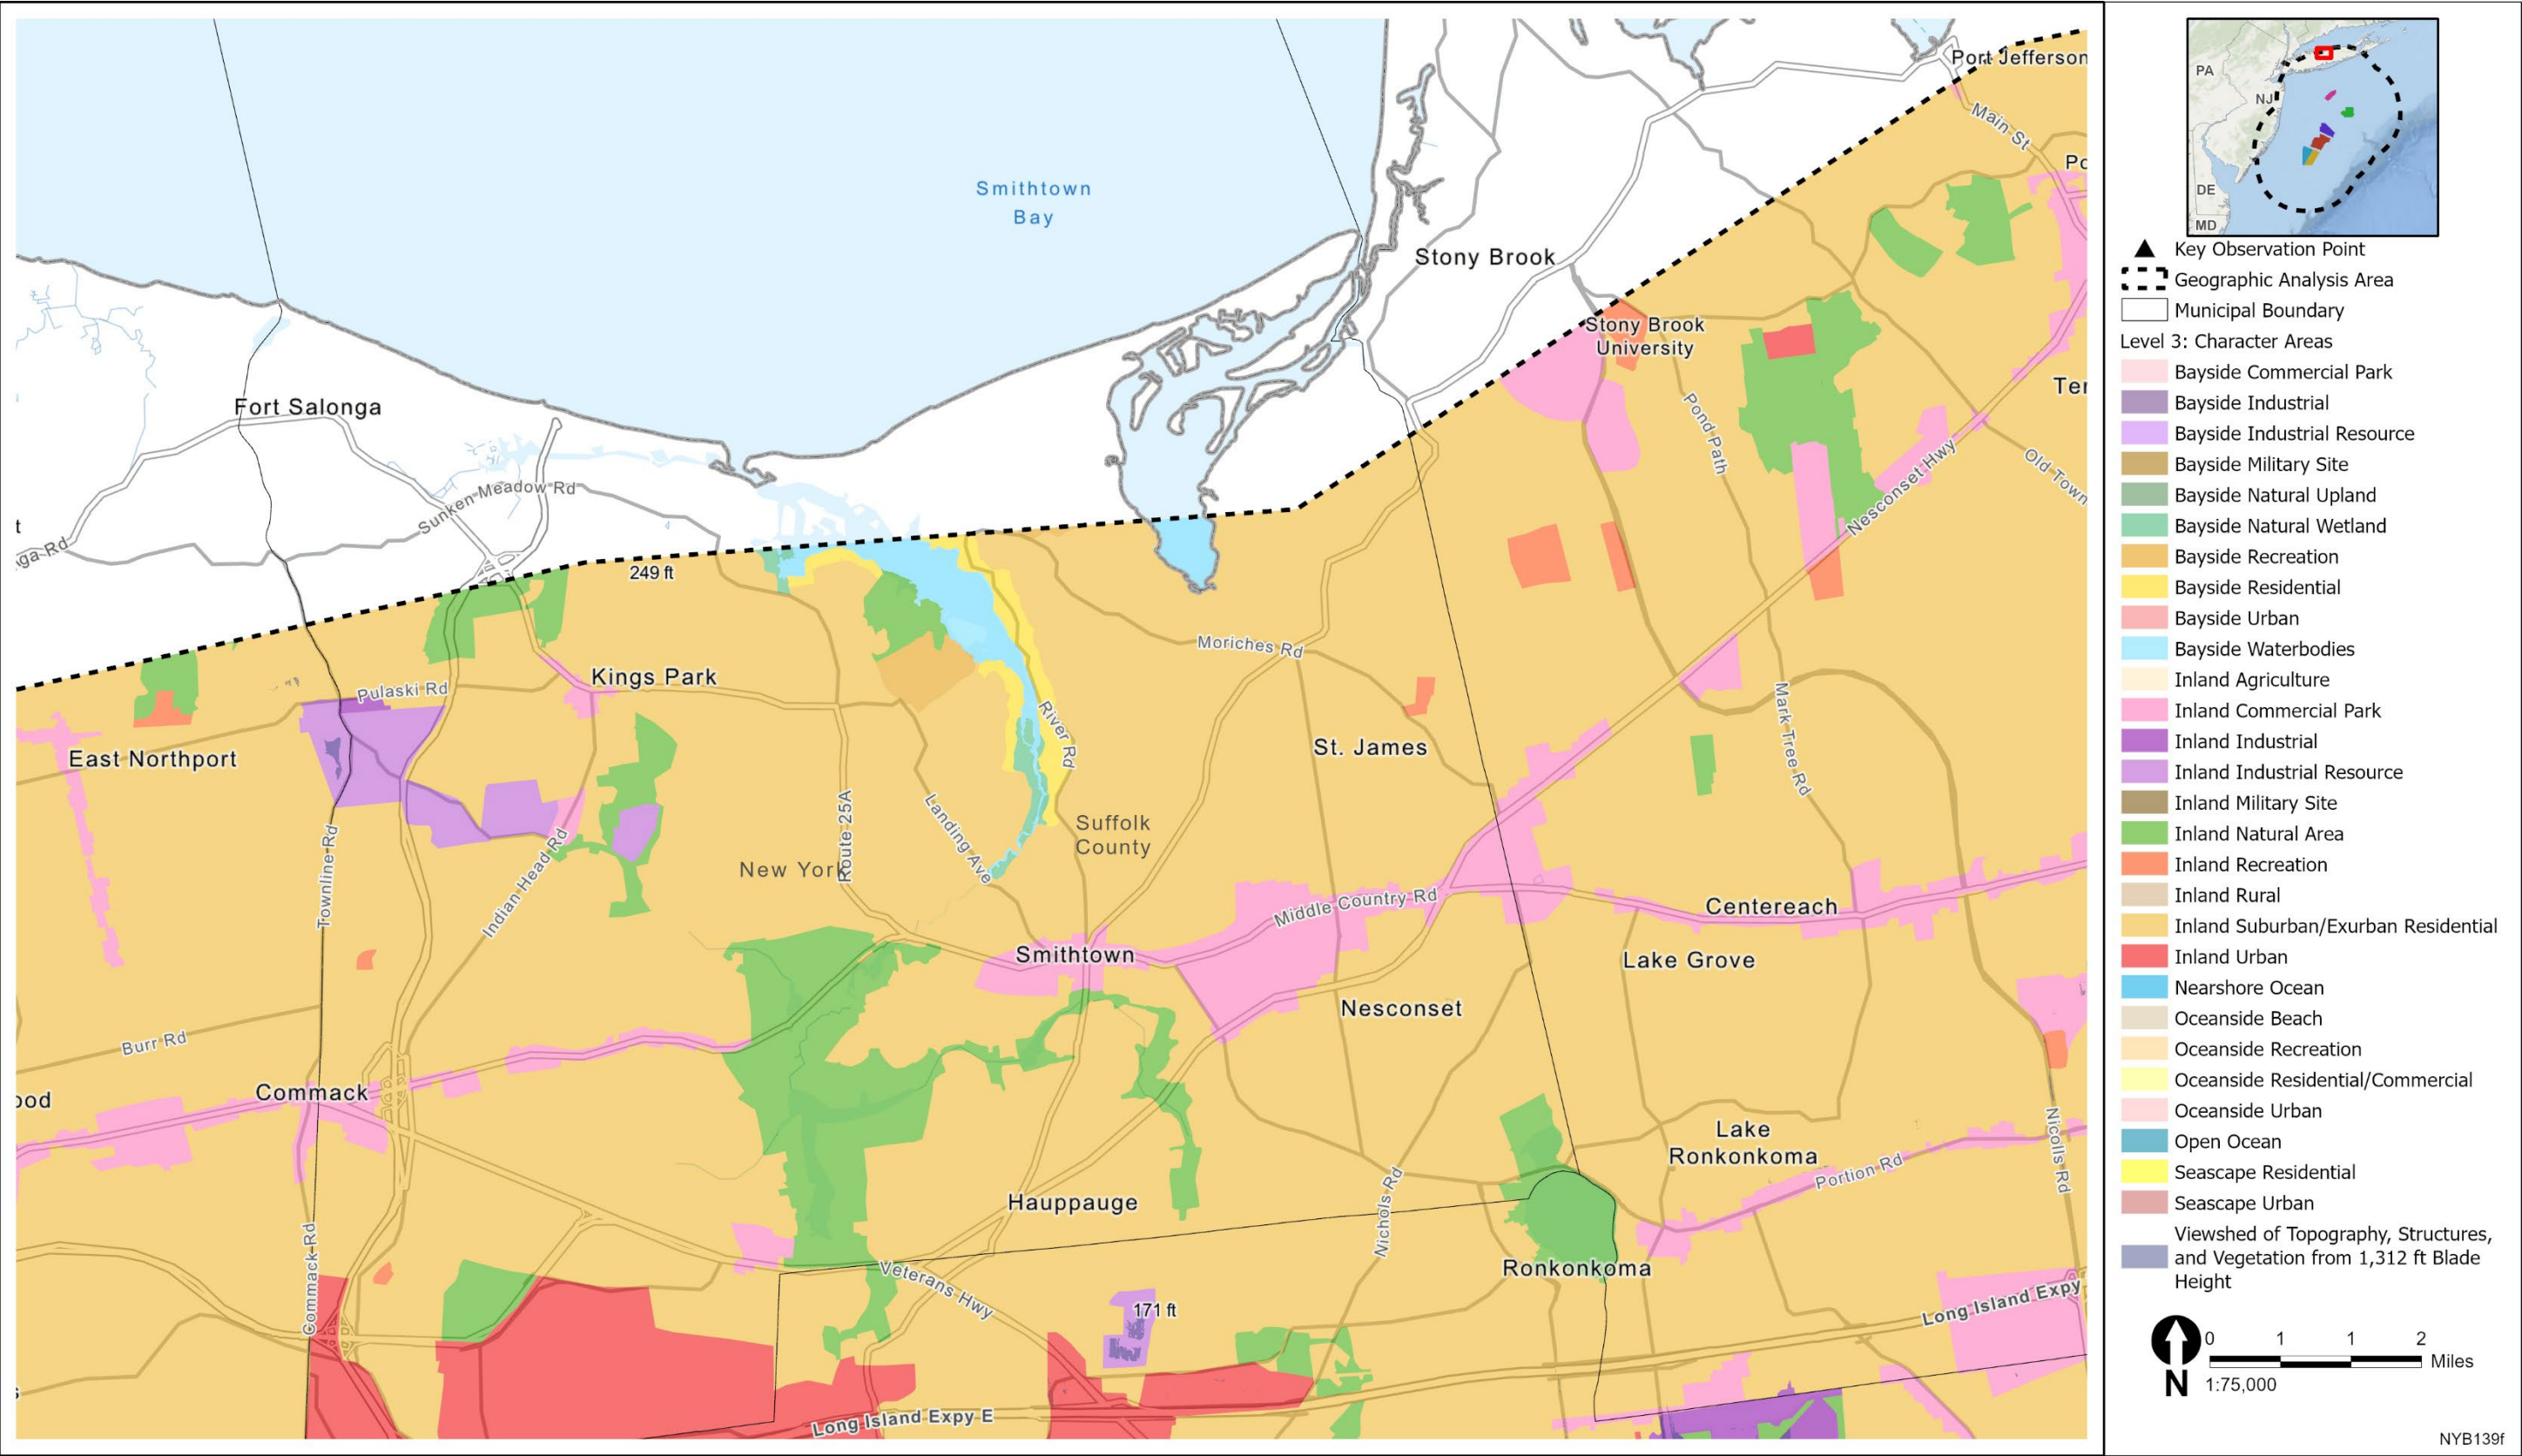 Smithtown
Bay
Port Jefferson
Main St
Stony Brook
Stony Brook
University
Fort Salonga
Sunken Meadow Rd
Pond Path
Nesconset Hwy
Old Town
249 ft
Moriches Rd
Kings Park
Pulaski Rd
River Rd
Mark Tree Rd
East Northport
St. James
Townline Rd
Indian Head Rd
New York
Route 25A
Landing Ave
Suffolk
County
Middle Country Rd
Centereach
Smithtown
Lake Grove
Nesconset
Burr Rd
Commack
Lake
Ronkonkoma
Portion Rd
Nicolls Rd
Hauppauge
Nichols Rd
Commack Rd
Veterans Hwy
Ronkonkoma
171 ft
Long Island Expy
Long Island Expy E
PA
NJ
DE
MD
Key Observation Point
Geographic Analysis Area
Municipal Boundary
Level 3: Character Areas
Bayside Commercial Park
Bayside Industrial
Bayside Industrial Resource
Bayside Military Site
Bayside Natural Upland
Bayside Natural Wetland
Bayside Recreation
Bayside Residential
Bayside Urban
Bayside Waterbodies
Inland Agriculture
Inland Commercial Park
Inland Industrial
Inland Industrial Resource
Inland Military Site
Inland Natural Area
Inland Recreation
Inland Rural
Inland Suburban/Exurban Residential
Inland Urban
Nearshore Ocean
Oceanside Beach
Oceanside Recreation
Oceanside Residential/Commercial
Oceanside Urban
Open Ocean
Seascape Residential
Seascape Urban
Viewshed of Topography, Structures,
and Vegetation from 1,312 ft Blade
Height
N
0 1 1 2
Miles
1:75,000
NYB139f